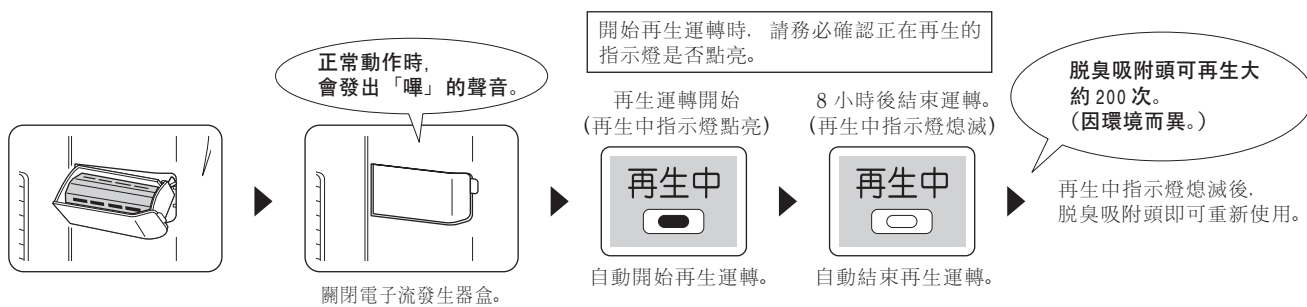 正常動作時，
會發出「嗶」的聲音。
關閉電子流發生器盒。
開始再生運轉時，請務必確認正在再生的
指示燈是否點亮。
再生運轉開始
(再生中指示燈點亮)
再生中
自動開始再生運轉。
8 小時後結束運轉。
(再生中指示燈熄滅)
再生中
自動結束再生運轉。
脱臭吸附頭可再生大
約 200 次。
（因環境而異。）
再生中指示燈熄滅後，
脱臭吸附頭即可重新使用。